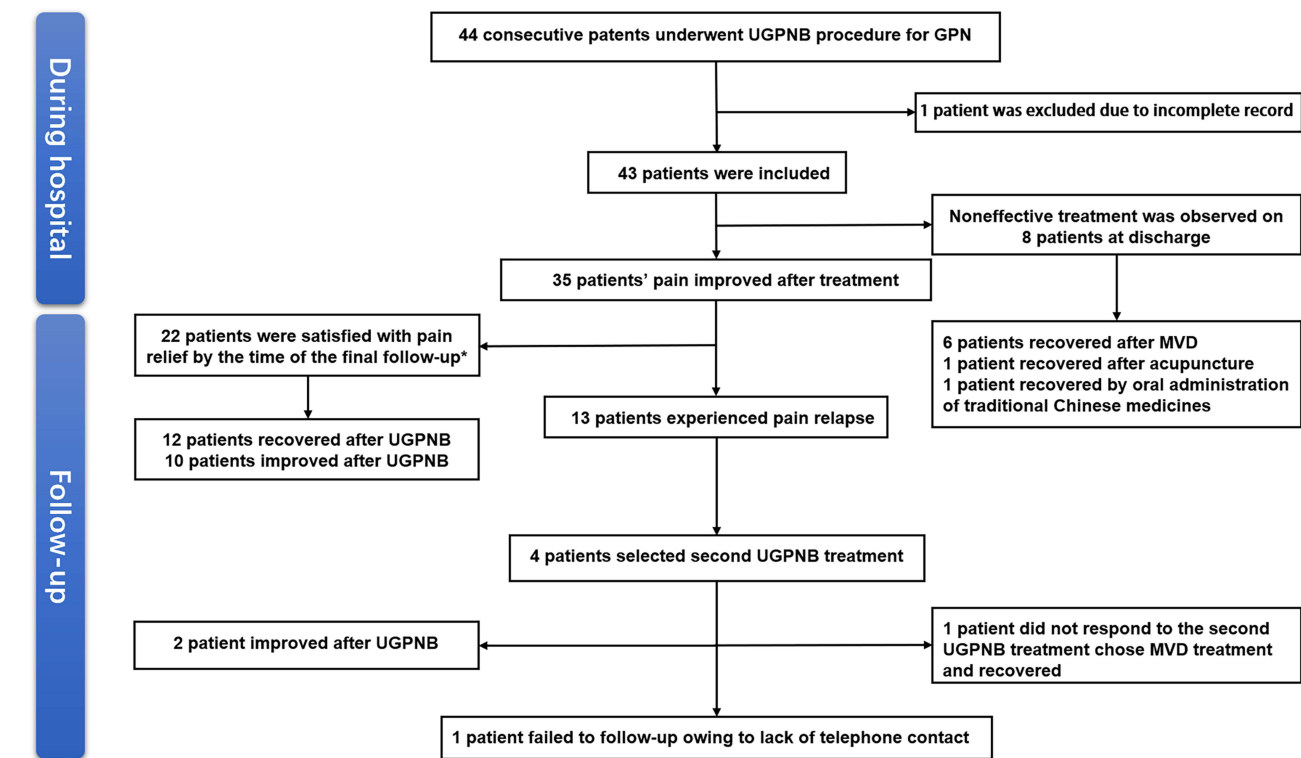 During hospital
44 consecutive patents underwent UGPNB procedure for GPN
1 patient was excluded due to incomplete record
43 patients were included
Noneffective treatment was observed on
8 patients at discharge
35 patients’ pain improved after treatment
6 patients recovered after MVD
1 patient recovered after acupuncture
1 patient recovered by oral administration
of traditional Chinese medicines
Follow-up
22 patients were satisfied with pain
relief by the time of the final follow-up*
12 patients recovered after UGPNB
10 patients improved after UGPNB
13 patients experienced pain relapse
4 patients selected second UGPNB treatment
2 patient improved after UGPNB
1 patient did not respond to the second
UGPNB treatment chose MVD treatment
and recovered
1 patient failed to follow-up owing to lack of telephone contact